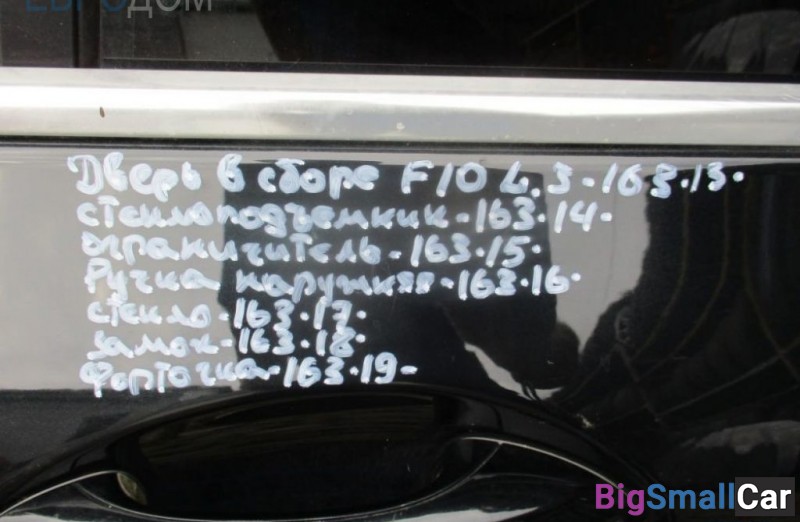 ЕВРОДОМ
Дверь в сборе F10 L.3-163.13-
стеклоподъемник-163.14-
ограничитель-163.15-
Ручка наружняя-163.16-
стекло-163.17-
замок-163.18-
Форточка-163.19-
BigSmallCar